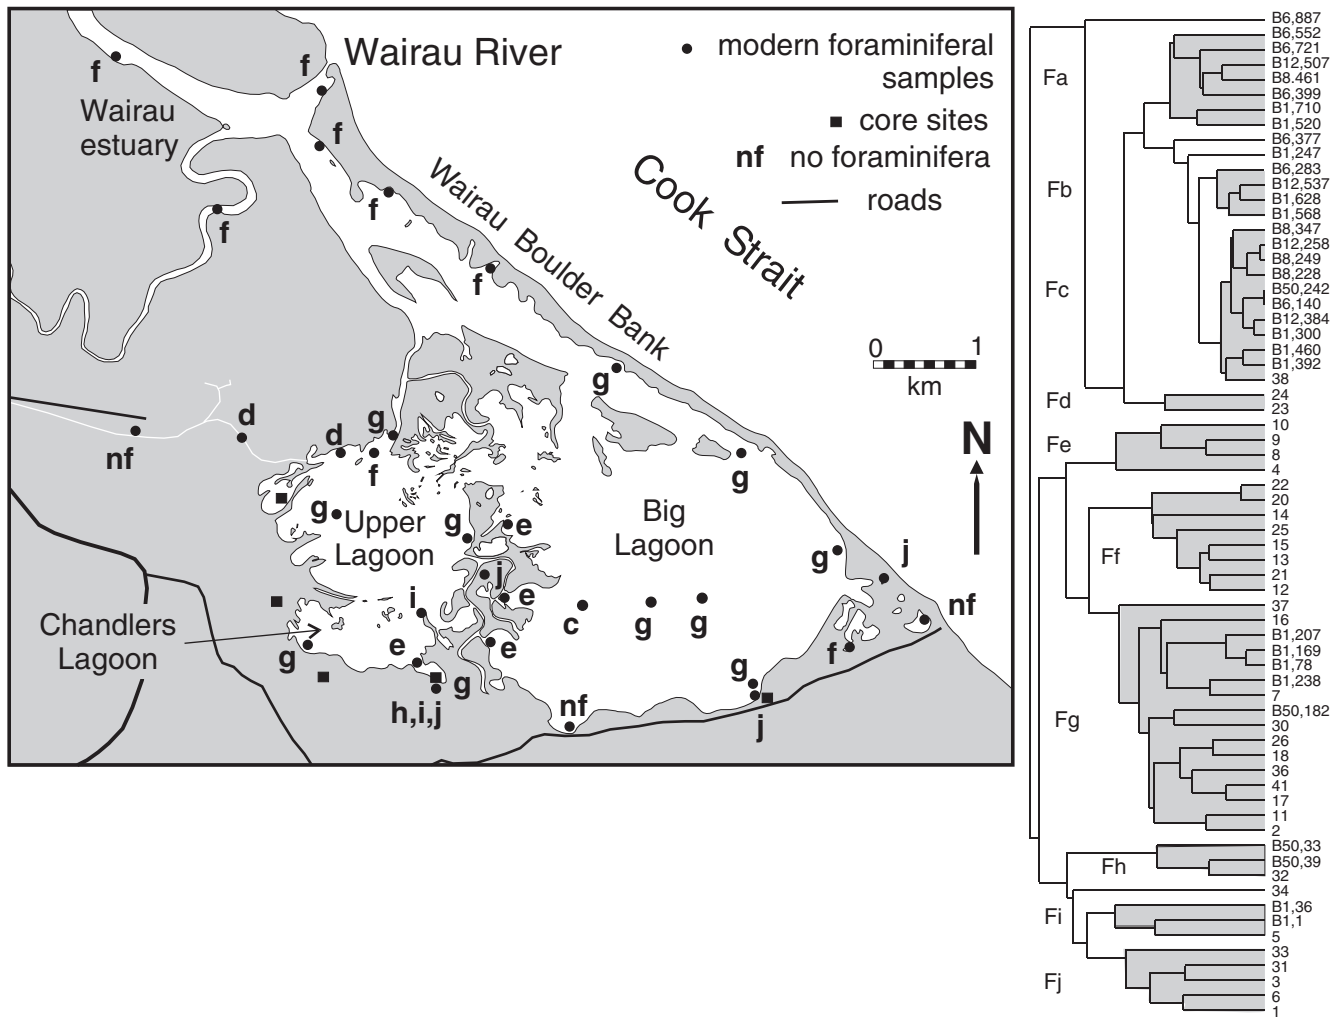 Wairau River
modern foraminiferal
samples
core sites
nf no foraminifera
roads
Wairau
estuary
Wairau Boulder Bank
Cook Strait
0 1
km
N
f
f
f
f
f
f
g
g
g
j
nf
f
g
j
nf
d
d
g
f
nf
g
Upper
Lagoon
g
e
j
e
e
i
e
g
g
h,i,j
c
g
g
Big
Lagoon
Chandlers
Lagoon
Fa
Fb
Fc
Fd
Fe
Ff
Fg
Fh
Fi
Fj
B6,887
B6,552
B6,721
B12,507
B8.461
B6,399
B1,710
B1,520
B6,377
B1,247
B6,283
B12,537
B1,628
B1,568
B8,347
B12,258
B8,249
B8,228
B50,242
B6,140
B12,384
B1,300
B1,460
B1,392
38
24
23
10
9
8
4
22
20
14
25
15
13
21
12
37
16
B1,207
B1,169
B1,78
B1,238
7
B50,182
30
26
18
36
41
17
11
2
B50,33
B50,39
32
34
B1,36
B1,1
5
33
31
3
6
1